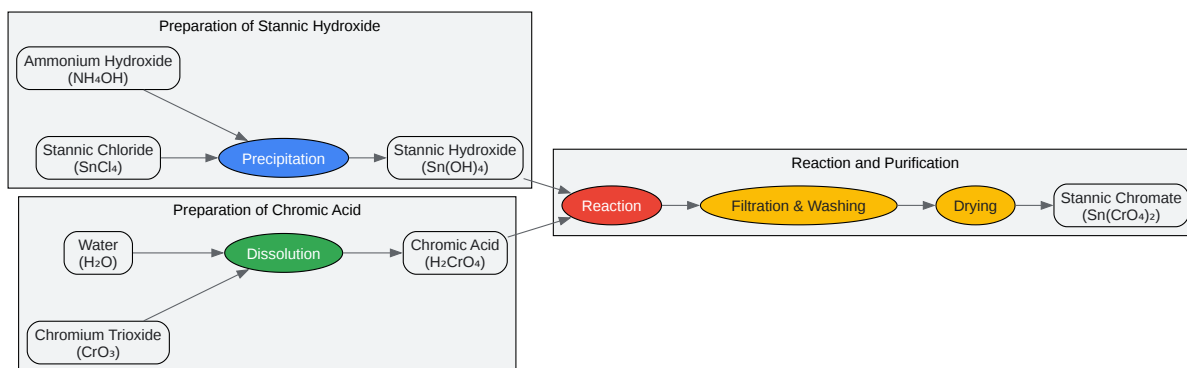 Preparation of Stannic Hydroxide
Ammonium Hydroxide
(NH₄OH)
Stannic Chloride
(SnCl₄)
Precipitation
Stannic Hydroxide
(Sn(OH)₄)
Preparation of Chromic Acid
Water
(H₂O)
Dissolution
Chromic Acid
(H₂CrO₄)
Chromium Trioxide
(CrO₃)
Reaction and Purification
Reaction
Filtration & Washing
Drying
Stannic Chromate
(Sn(CrO₄)₂)